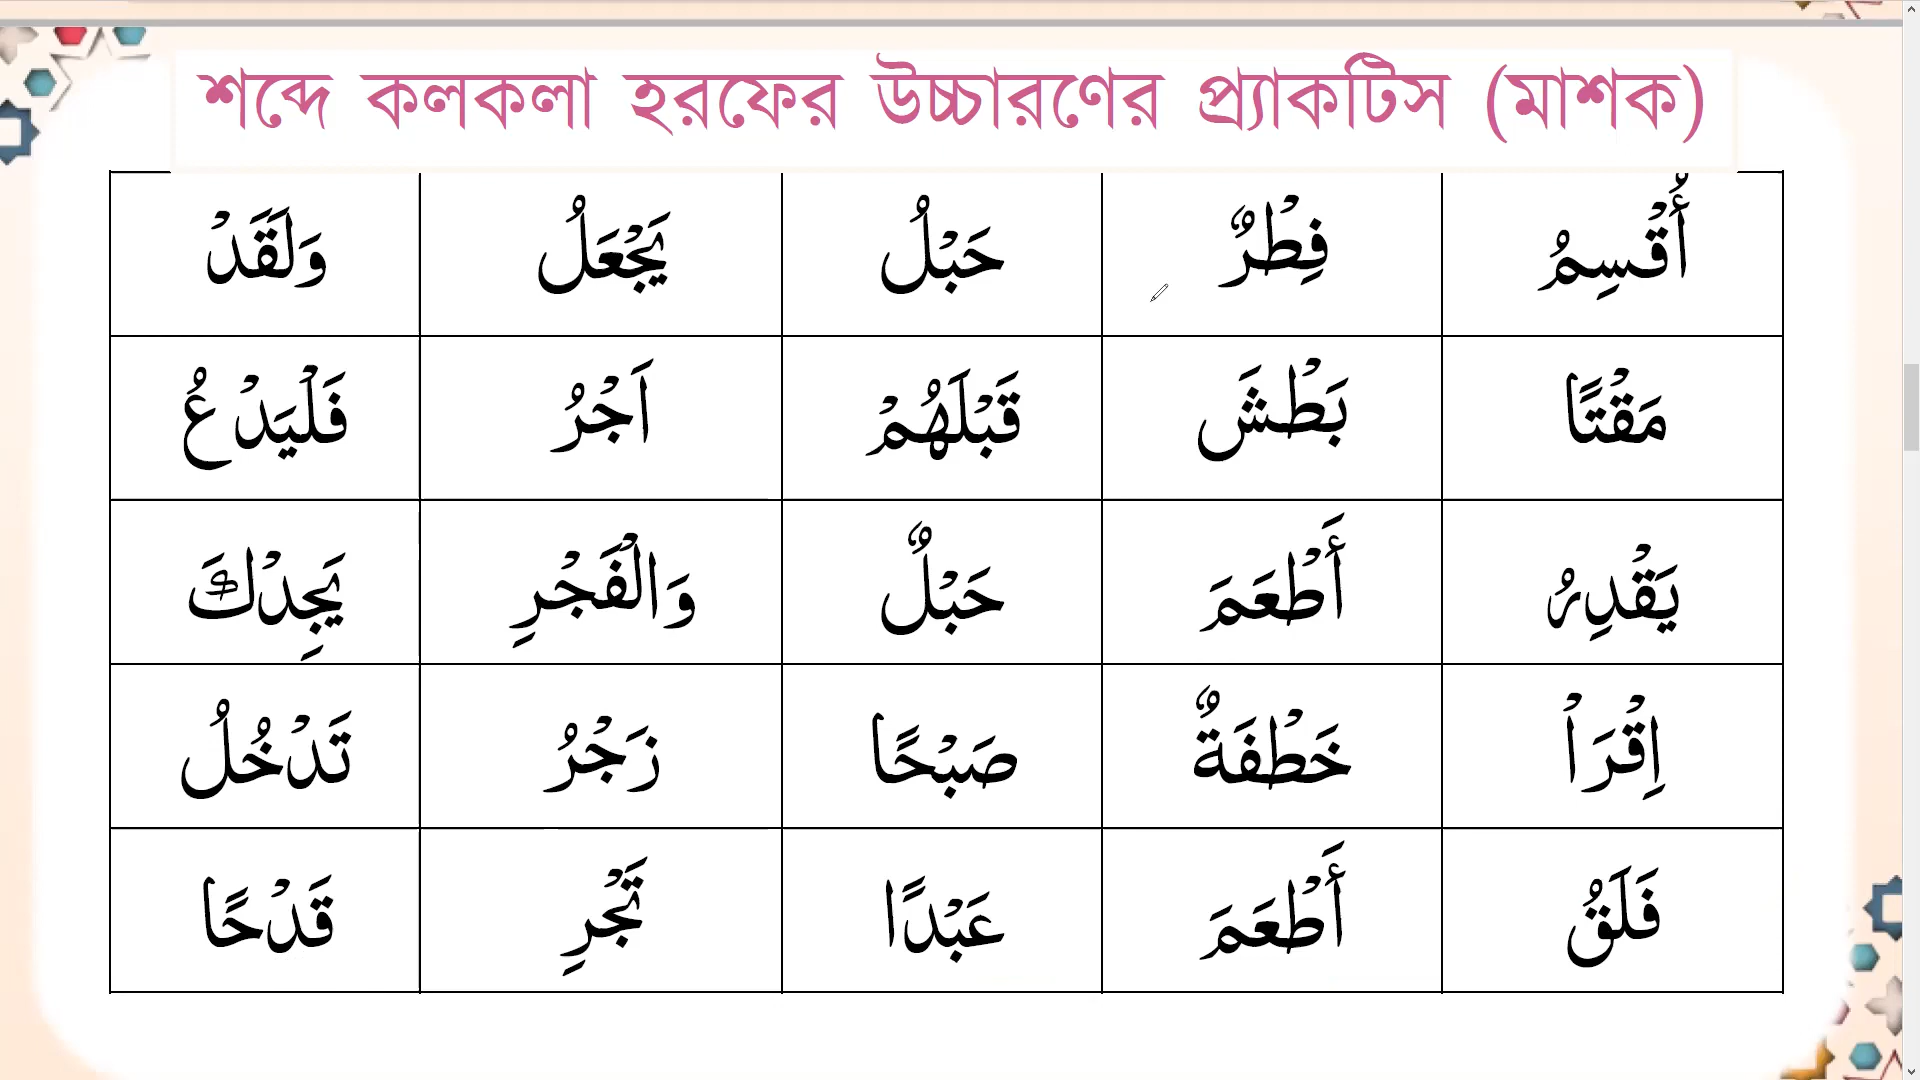 শব্দে কলকলা হরফের উচ্চারণের প্র্যাকটিস (মাশক)
أُقْسِمُ فِطْرٌ حَبْلُ يَجْعَلُ وَلَقَدْ
مَقْتًا بَطْشَ قَبْلَهُمْ اَجْرُ فَلْيَدْعُ
يَقْدِرُ أَطْعَمَ حَبْلٌ وَالْفَجْرِ يَجِدْكَ
اِقْرَاْ خَطْفَةٌ صَبْحًا زَجْرُ تَدْخُلُ
فَلَقُ أَطْعَمَ عَبْدًا تَجْرِ قَدْحًا